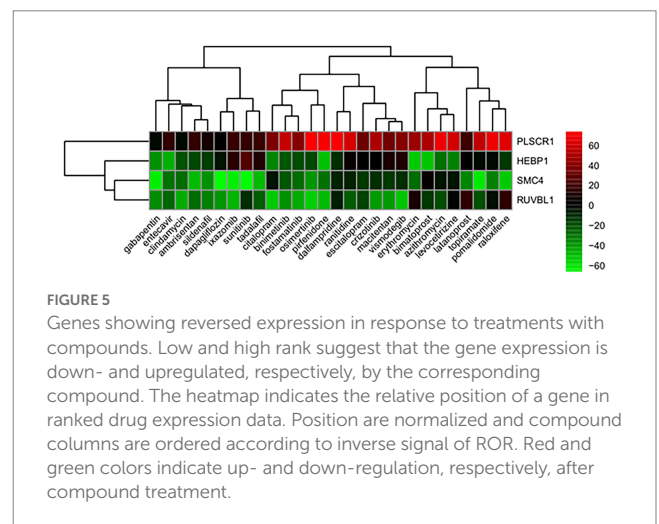 PLSCR1
HEBP1
SMC4
RUVBL1
60
40
20
0
−20
−40
−60
gabapentin
entecavir
clindamycin
ambrisentan
sildenafil
dapagliflozin
ixazomib
sunitinib
tadalafil
citalopram
binimetinib
fostamatinib
osimertinib
pirfenidone
dalfampridine
ranitidine
escitalopram
crizotinib
macitentan
vismodegib
erythromycin
bimatoprost
azithromycin
levocetirizine
latanoprost
topiramate
pomalidomide
raloxifene
FIGURE 5
Genes showing reversed expression in response to treatments with
compounds. Low and high rank suggest that the gene expression is
down- and upregulated, respectively, by the corresponding
compound. The heatmap indicates the relative position of a gene in
ranked drug expression data. Position are normalized and compound
columns are ordered according to inverse signal of ROR. Red and
green colors indicate up- and down-regulation, respectively, after
compound treatment.